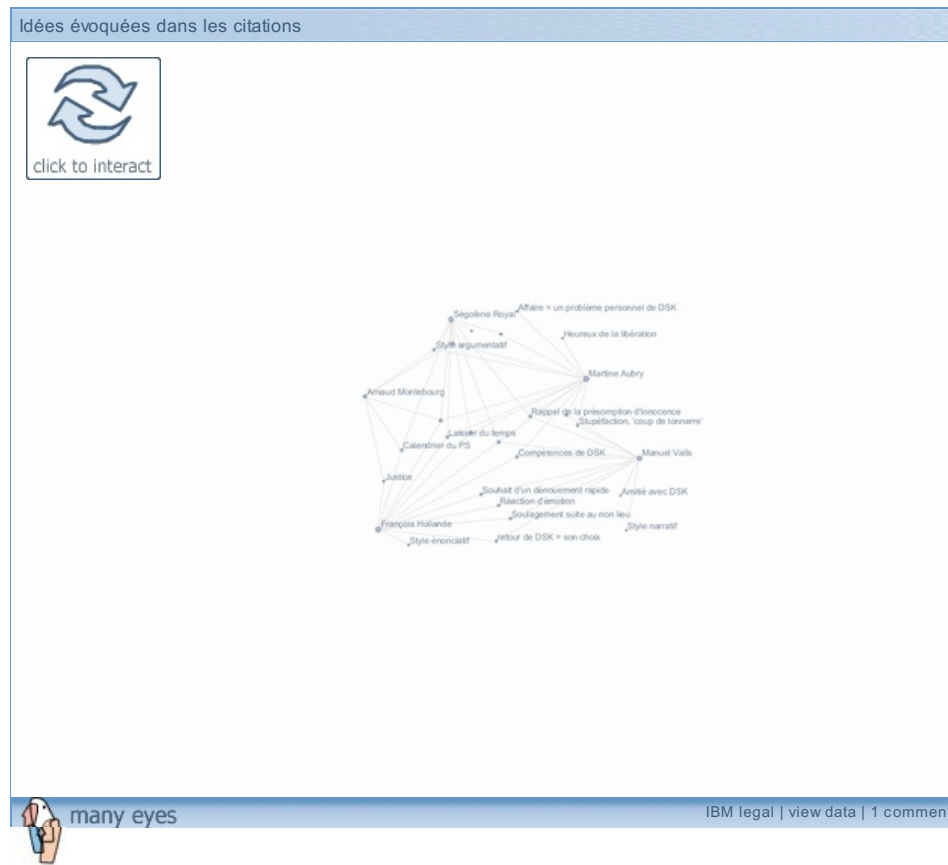 Idées évoquées dans les citations
click to interact
Affaire = un problème personnel de DSK
Ségolène Royal
Heureux de la libération
Style argumentatif
Martine Aubry
Arnaud Montebourg
Rappel de la présomption d'innocence
Stupéfaction, 'coup de tonnerre'
Laisser du temps
Calendrier du PS
Compétences de DSK
Manuel Valls
Justice
Souhait d'un dénouement rapide
Amitié avec DSK
Réaction d'émotion
Soulagement suite au non lieu
François Hollande
Style narratif
Style énonciatif
retour de DSK = son choix
many eyes
IBM legal | view data | 1 commen